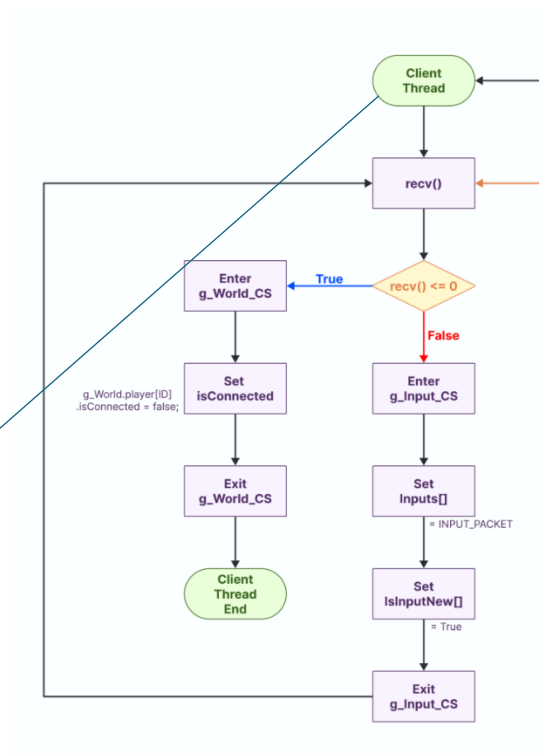 Client
Thread
recv()
recv() <= 0
True
False
Enter
g_World_CS
Enter
g_Input_CS
g_World.player[ID]
.isConnected = false;
Set
isConnected
Set
Inputs[]
= INPUT_PACKET
Exit
g_World_CS
Set
IsInputNew[]
= True
Client
Thread
End
Exit
g_Input_CS